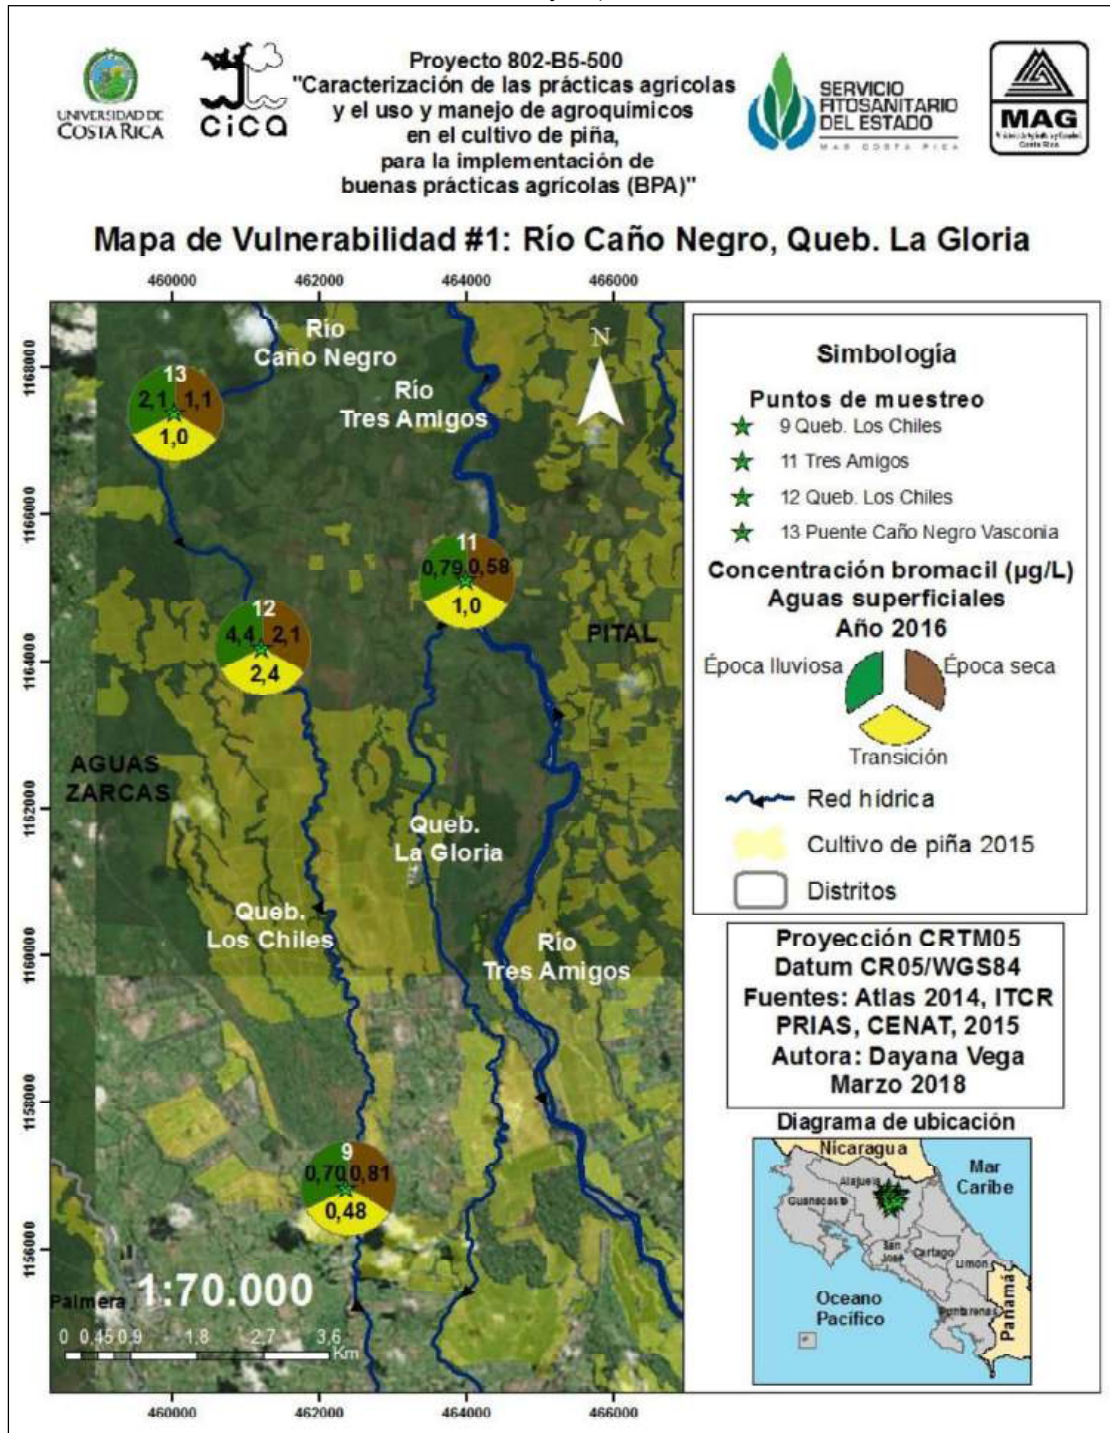 UNIVERSIDAD DE
COSTA RICA
cica
Proyecto 802-B5-500
"Caracterización de las prácticas agrícolas
y el uso y manejo de agroquímicos
en el cultivo de piña,
para la implementación de
buenas prácticas agrícolas (BPA)"
SERVICIO
FITOSANITARIO
DEL ESTADO
MAG COSTA RICA
MAG
Costa Rica
Mapa de Vulnerabilidad #1: Río Caño Negro, Queb. La Gloria
460000 462000 464000 466000
1168000
1166000
1164000
1162000
1160000
1158000
1156000
Río
Caño Negro
Río
Tres Amigos
N
13
2,1 1,1
1,0
11
0,79 0,58
1,0
12
4,4 2,1
2,4
PITAL
AGUAS
ZARCAS
Queb.
La Gloria
Queb.
Los Chiles
Río
Tres Amigos
9
0,70 0,81
0,48
Palmera
1:70.000
0 0.45 0.9 1.8 2.7 3.6
Km
460000 462000 464000 466000
Simbología
Puntos de muestreo
9 Queb. Los Chiles
11 Tres Amigos
12 Queb. Los Chiles
13 Puente Caño Negro Vasconia
Concentración bromacil (µg/L)
Aguas superficiales
Año 2016
Época lluviosa
Época seca
Transición
Red hídrica
Cultivo de piña 2015
Distritos
Proyección CRTM05
Datum CR05/WGS84
Fuentes: Atlas 2014, ITCR
PRIAS, CENAT, 2015
Autora: Dayana Vega
Marzo 2018
Diagrama de ubicación
Nicaragua
Mar
Caribe
Alajuela
Guanacaste
San
José
Cartago
Limon
Puntarenas
Oceano
Pacífico
Panamá